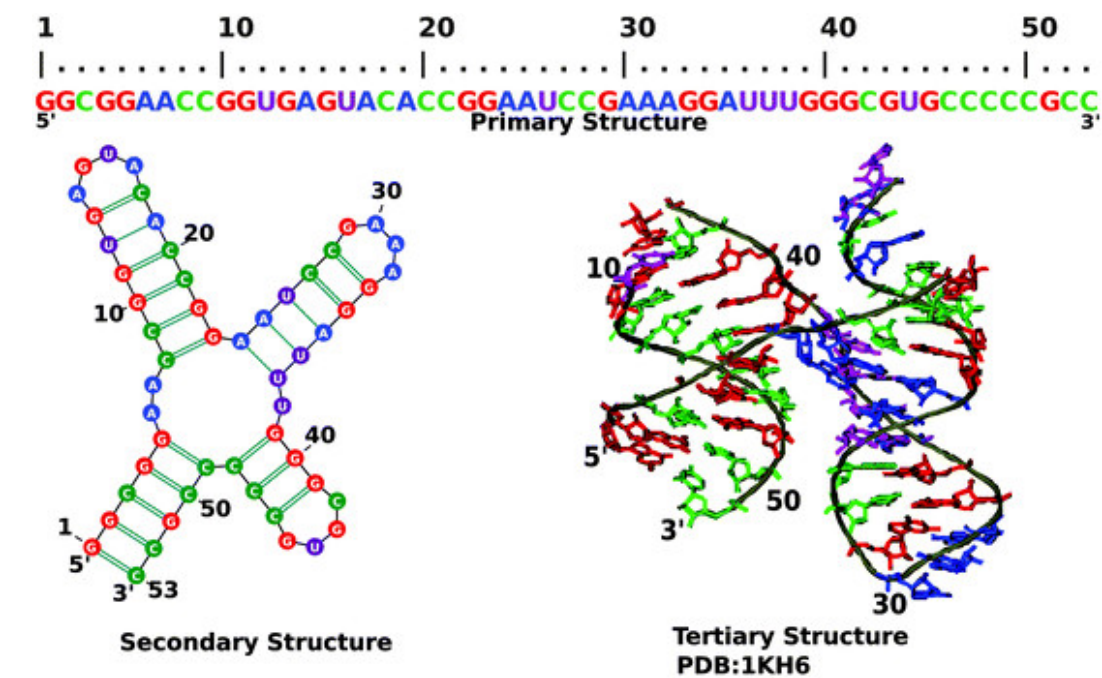 1 10 20 30 40 50
GGCGGAACCGGUGAGUACACCGGAAUCCGAAAGGAUUUGGGCGUGCCCCCGCC
5' Primary Structure 3'
G G C G G A A C C G G U G A G U A C A C C G G A A U C C G A A A G G A U U U G G G C G U G C C C C C G C C
30
20
10
40
50
1
5'
3' 53
Secondary Structure
40
10
5'
50
3'
30
Tertiary Structure
PDB:1KH6